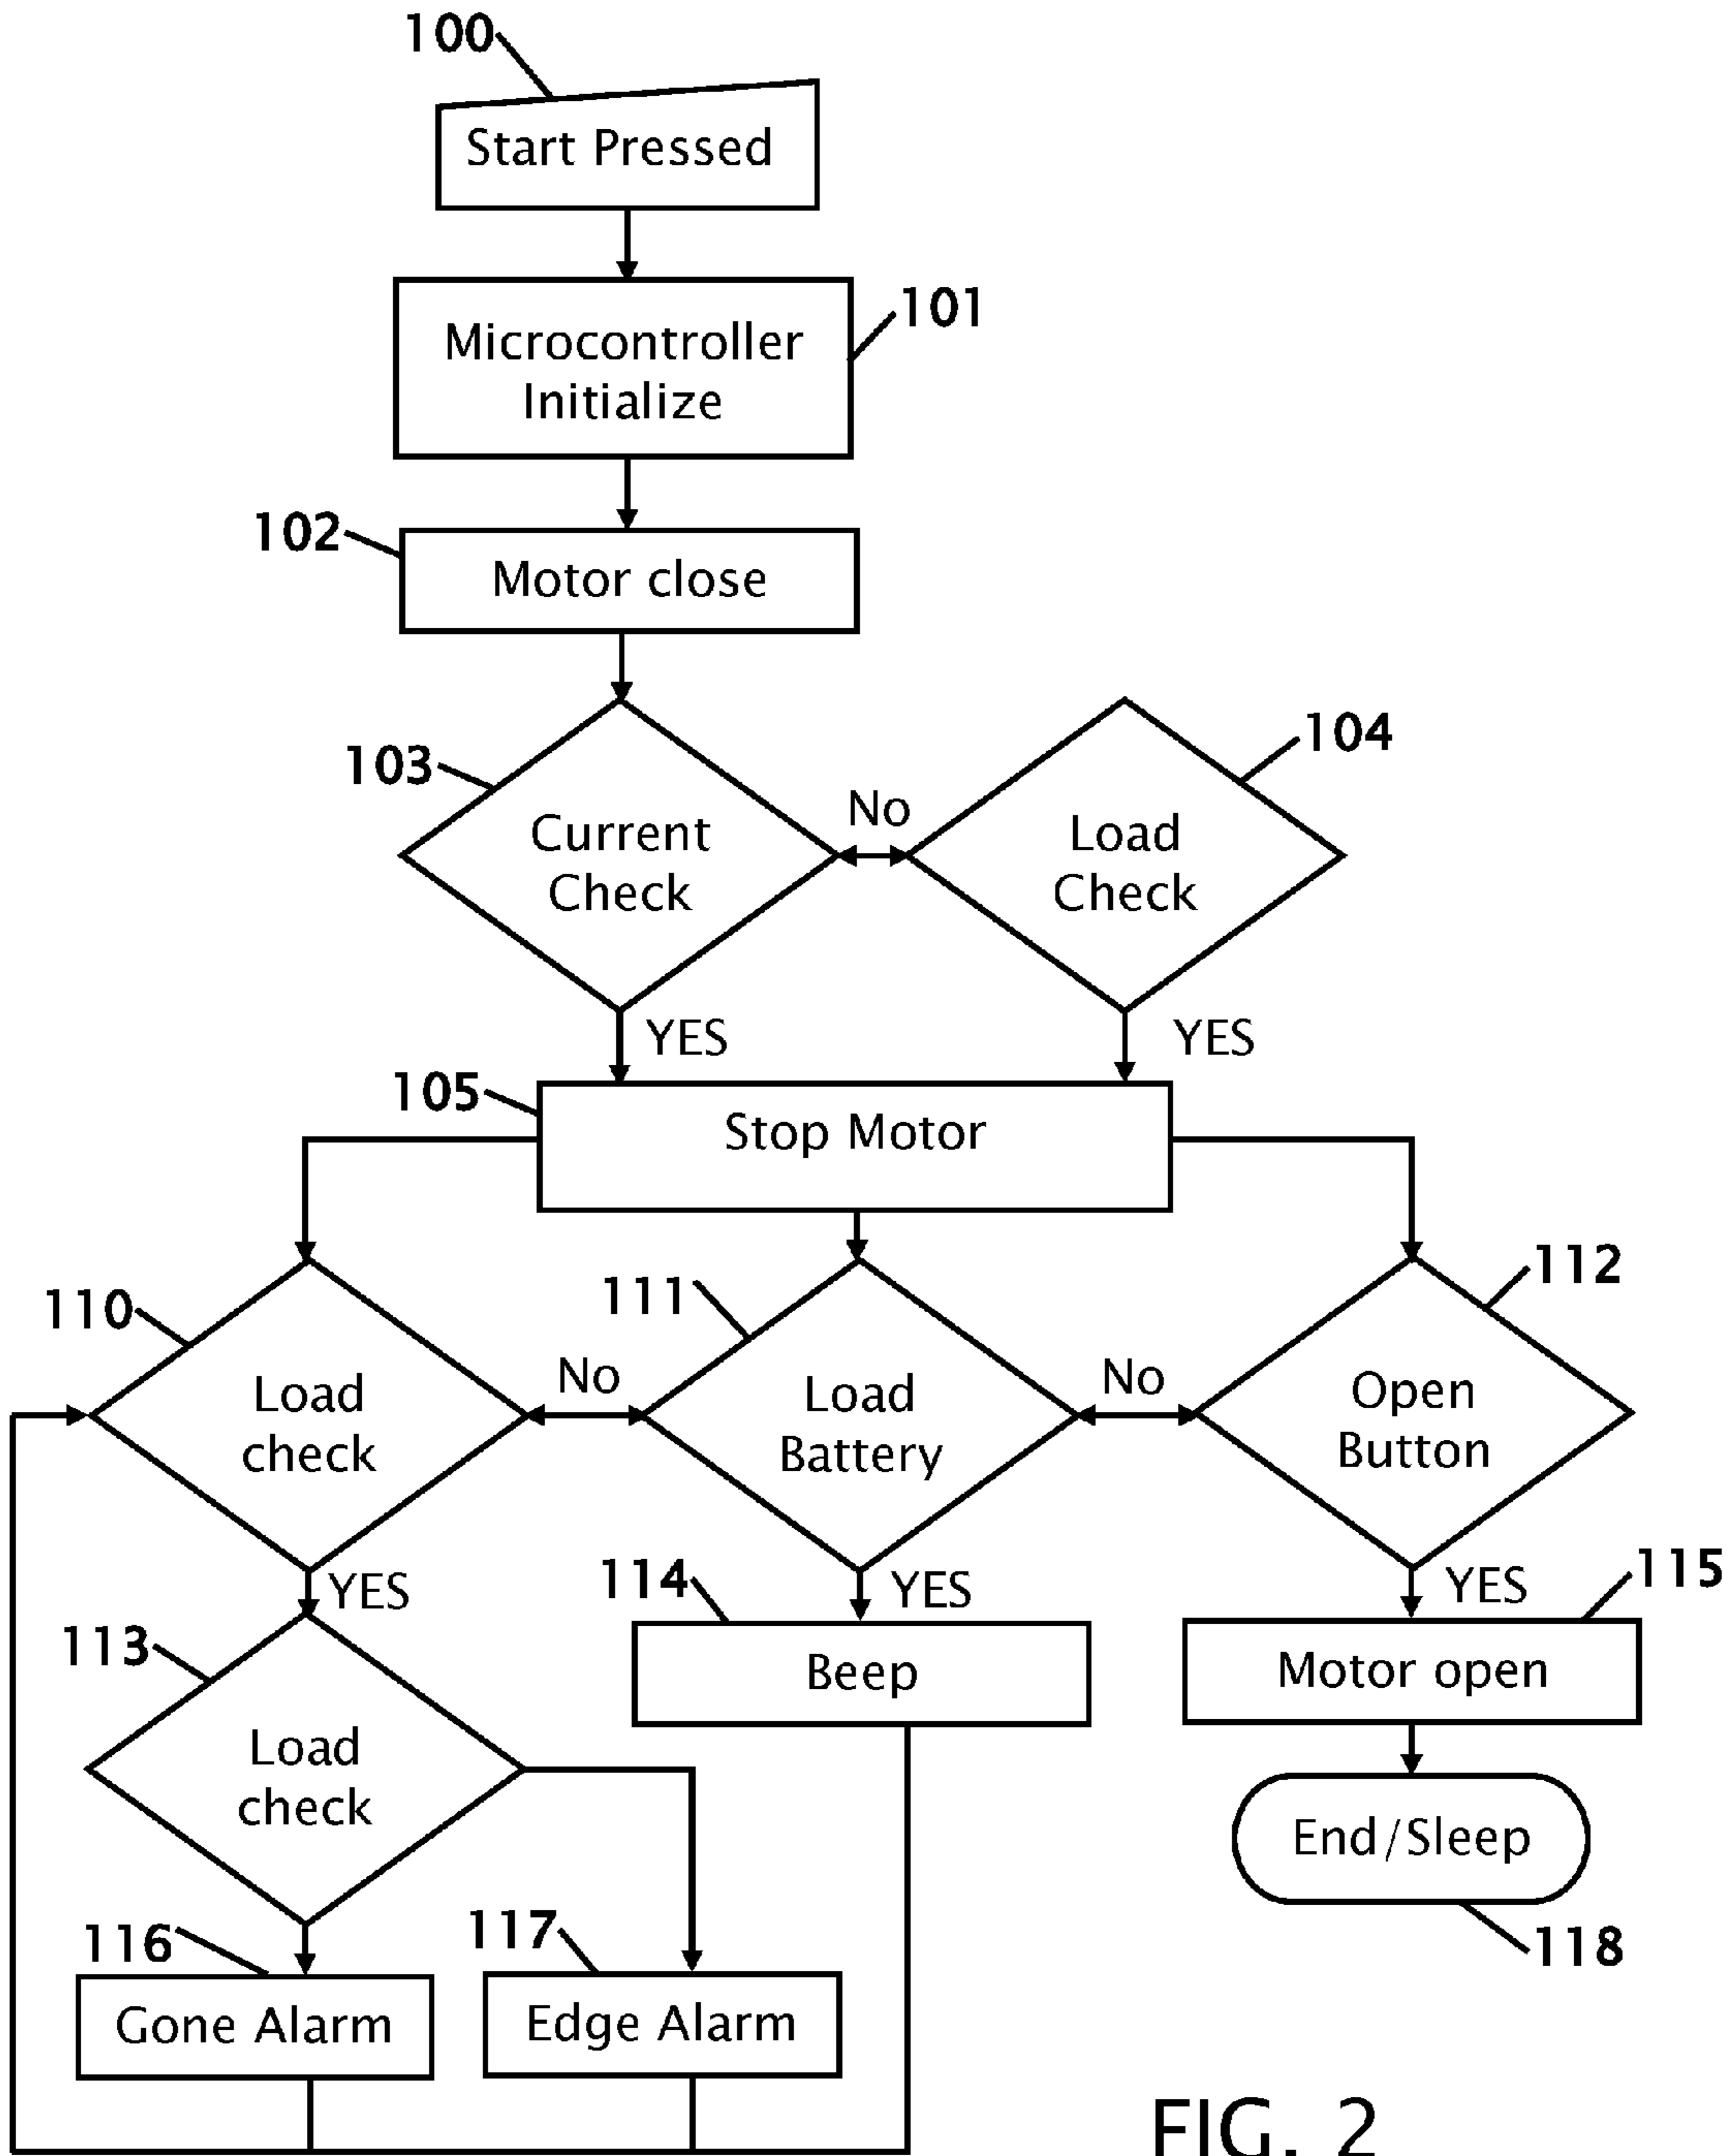 100
Start Pressed
101
Microcontroller
Initialize
102
Motor close
103
104
Current
Check
No
Load
Check
YES
YES
105
Stop Motor
110
111
112
Load
check
No
Load
Battery
No
Open
Button
YES
YES
YES
113
114
115
Load
check
Beep
Motor open
End/Sleep
116
117
118
Gone Alarm
Edge Alarm
FIG. 2